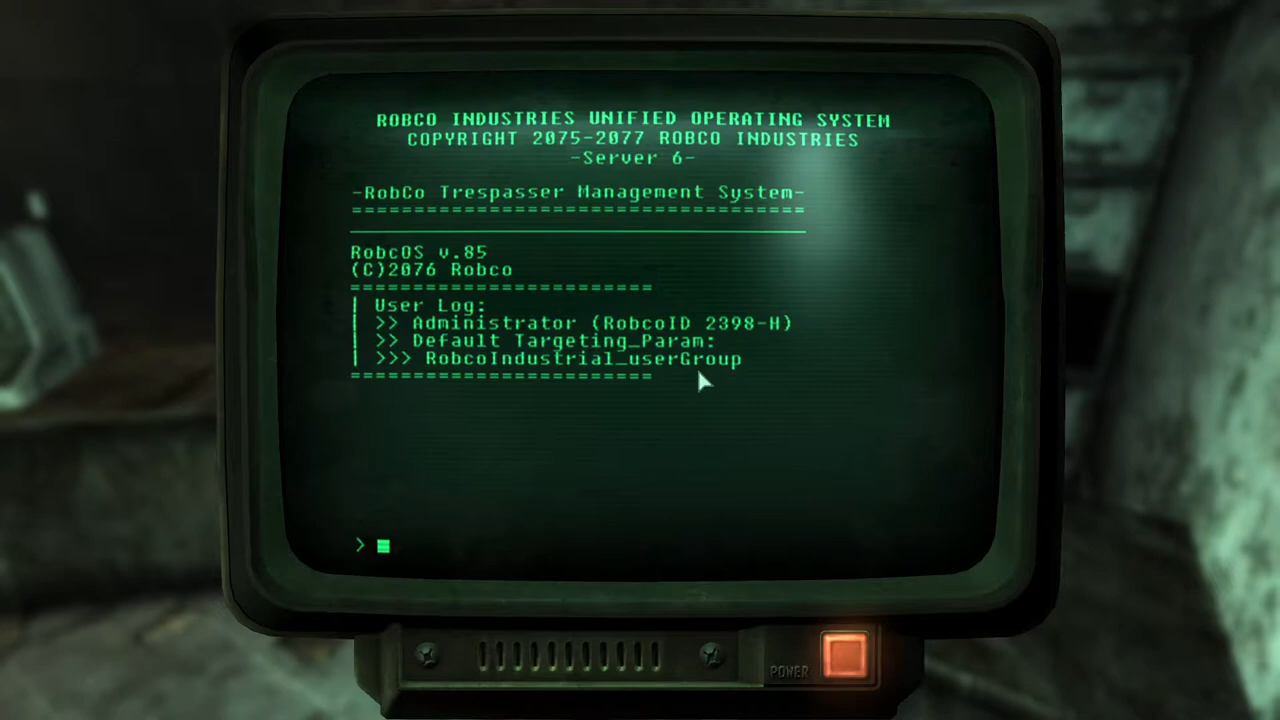 ROBCO INDUSTRIES UNIFIED OPERATING SYSTEM
COPYRIGHT 2075-2077 ROBCO INDUSTRIES
-Server 6-
-RobCo Trespasser Management System-
====================================
RobcOS v.85
(C)2076 Robco
========================
| User Log:
| >> Administrator (RobcoID 2398-H)
| >> Default Targeting_Param:
| >>> RobcoIndustrial_userGroup
========================
>
POWER